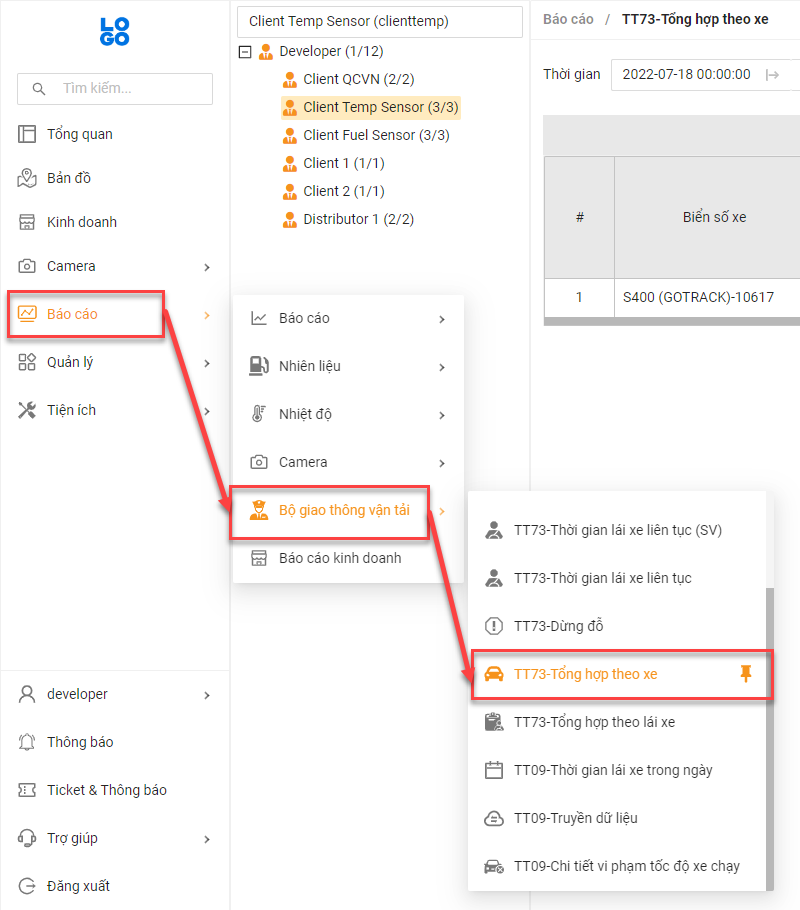 LO
GO
Tìm kiếm...
Tổng quan
Bản đồ
Kinh doanh
Camera
Báo cáo
Quản lý
Tiện ích
developer
Thông báo
Ticket & Thông báo
Trợ giúp
Đăng xuất
Client Temp Sensor (clienttemp)
Developer (1/12)
Client QCVN (2/2)
Client Temp Sensor (3/3)
Client Fuel Sensor (3/3)
Client 1 (1/1)
Client 2 (1/1)
Distributor 1 (2/2)
Báo cáo
Nhiên liệu
Nhiệt độ
Camera
Bộ giao thông vận tải
Báo cáo kinh doanh
TT73-Thời gian lái xe liên tục (SV)
TT73-Thời gian lái xe liên tục
TT73-Dừng đỗ
TT73-Tổng hợp theo xe
TT73-Tổng hợp theo lái xe
TT09-Thời gian lái xe trong ngày
TT09-Truyền dữ liệu
TT09-Chi tiết vi phạm tốc độ xe chạy
Báo cáo / TT73-Tổng hợp theo xe
Thời gian 2022-07-18 00:00:00
# Biển số xe
1 S400 (GOTRACK)-10617